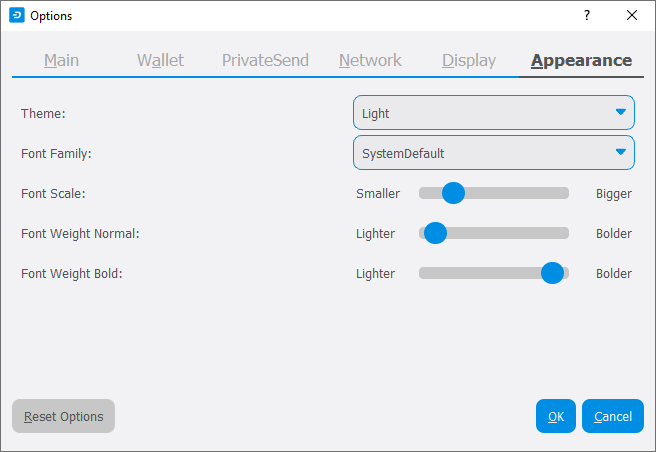 Options
?
Main Wallet PrivateSend Network Display Appearance
Theme: Light
Font Family: SystemDefault
Font Scale: Smaller Bigger
Font Weight Normal: Lighter Bolder
Font Weight Bold: Lighter Bolder
Reset Options OK Cancel